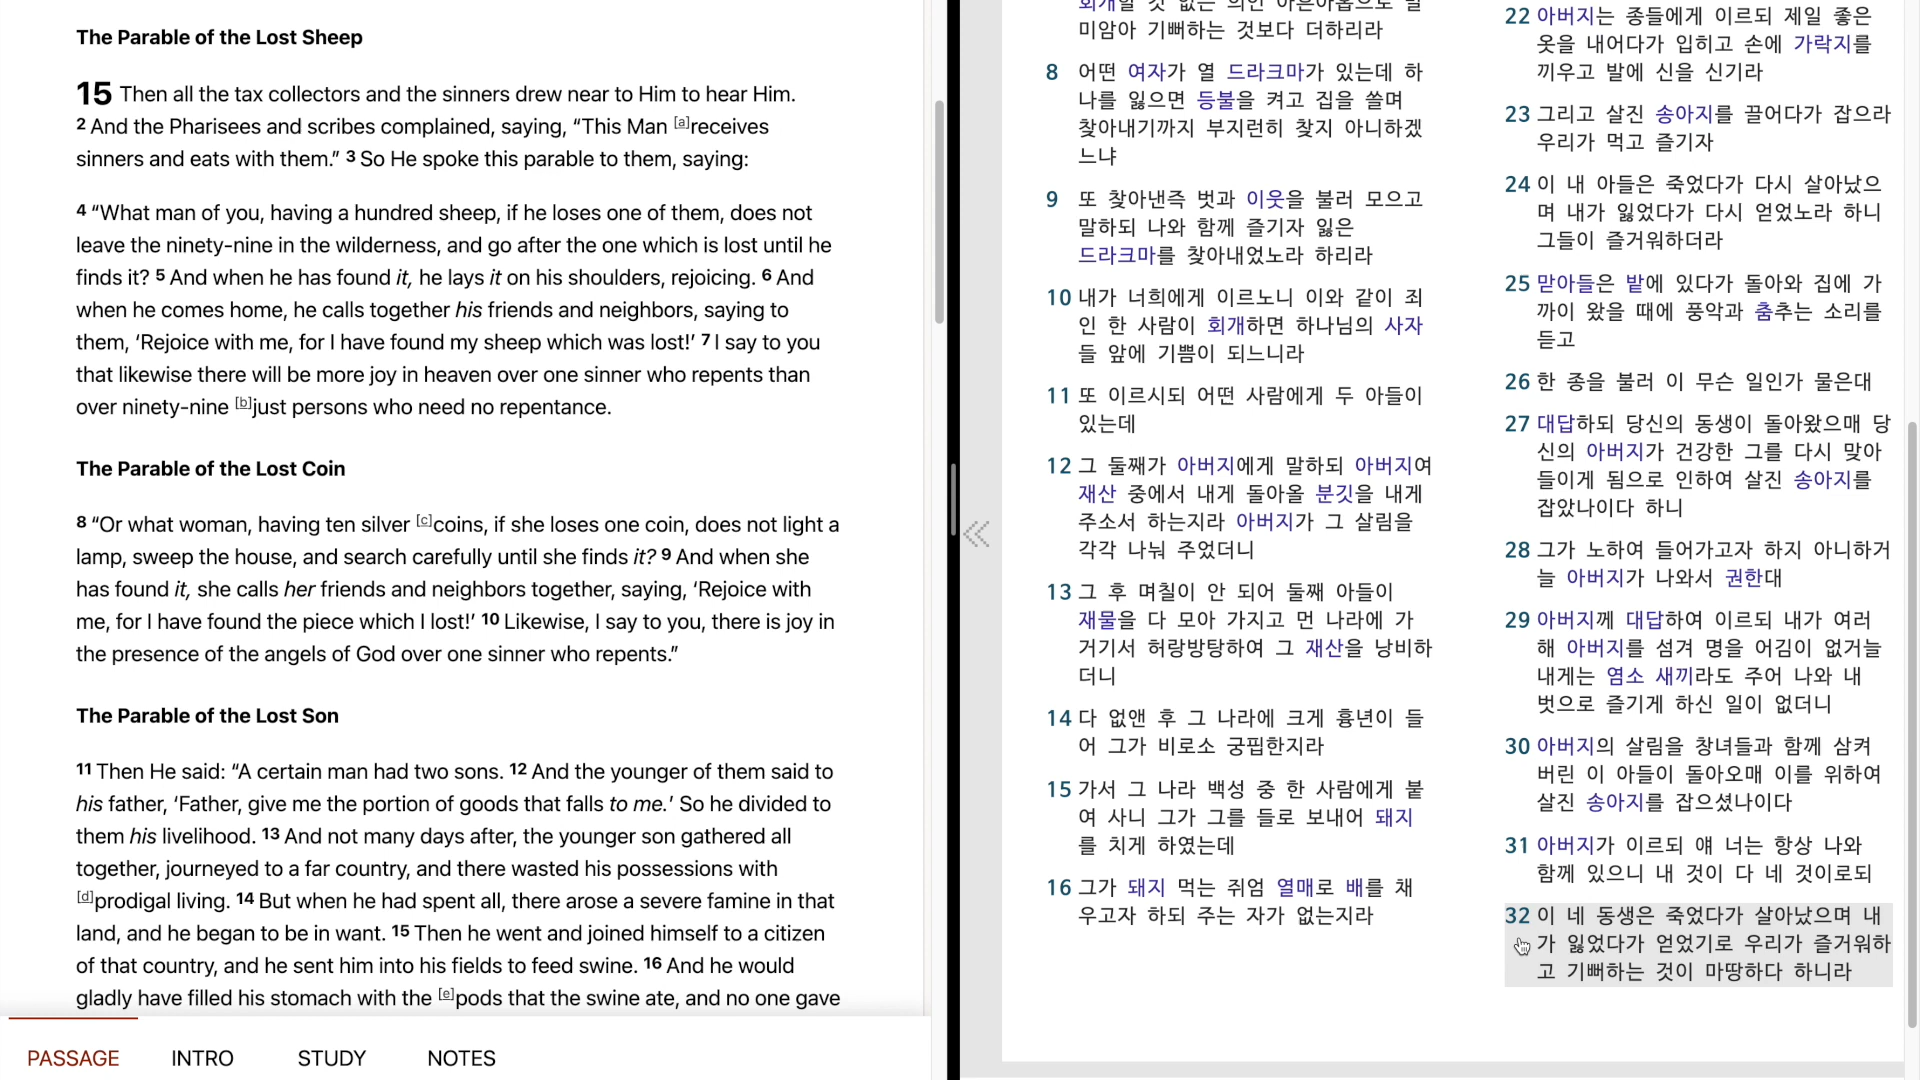 The Parable of the Lost Sheep
15 Then all the tax collectors and the sinners drew near to Him to hear Him.
2 And the Pharisees and scribes complained, saying, “This Man [a]receives
sinners and eats with them.” 3 So He spoke this parable to them, saying:
4 “What man of you, having a hundred sheep, if he loses one of them, does not
leave the ninety-nine in the wilderness, and go after the one which is lost until he
finds it? 5 And when he has found it, he lays it on his shoulders, rejoicing. 6 And
when he comes home, he calls together his friends and neighbors, saying to
them, ‘Rejoice with me, for I have found my sheep which was lost!’ 7 I say to you
that likewise there will be more joy in heaven over one sinner who repents than
over ninety-nine [b]just persons who need no repentance.
The Parable of the Lost Coin
8 “Or what woman, having ten silver [c]coins, if she loses one coin, does not light a
lamp, sweep the house, and search carefully until she finds it? 9 And when she
has found it, she calls her friends and neighbors together, saying, ‘Rejoice with
me, for I have found the piece which I lost!’ 10 Likewise, I say to you, there is joy in
the presence of the angels of God over one sinner who repents.”
The Parable of the Lost Son
11 Then He said: “A certain man had two sons. 12 And the younger of them said to
his father, ‘Father, give me the portion of goods that falls to me.’ So he divided to
them his livelihood. 13 And not many days after, the younger son gathered all
together, journeyed to a far country, and there wasted his possessions with
[d]prodigal living. 14 But when he had spent all, there arose a severe famine in that
land, and he began to be in want. 15 Then he went and joined himself to a citizen
of that country, and he sent him into his fields to feed swine. 16 And he would
gladly have filled his stomach with the [e]pods that the swine ate, and no one gave
PASSAGE INTRO STUDY NOTES
회개할 것 없는 의인 아흔아홉으로 말
미암아 기뻐하는 것보다 더하리라
8 어떤 여자가 열 드라크마가 있는데 하
나를 잃으면 등불을 켜고 집을 쓸며
찾아내기까지 부지런히 찾지 아니하겠
느냐
9 또 찾아낸즉 벗과 이웃을 불러 모으고
말하되 나와 함께 즐기자 잃은
드라크마를 찾아내었노라 하리라
10 내가 너희에게 이르노니 이와 같이 죄
인 한 사람이 회개하면 하나님의 사자
들 앞에 기쁨이 되느니라
11 또 이르시되 어떤 사람에게 두 아들이
있는데
12 그 둘째가 아버지에게 말하되 아버지여
재산 중에서 내게 돌아올 분깃을 내게
주소서 하는지라 아버지가 그 살림을
각각 나눠 주었더니
13 그 후 며칠이 안 되어 둘째 아들이
재물을 다 모아 가지고 먼 나라에 가
거기서 허랑방탕하여 그 재산을 낭비하
더니
14 다 없앤 후 그 나라에 크게 흉년이 들
어 그가 비로소 궁핍한지라
15 가서 그 나라 백성 중 한 사람에게 붙
여 사니 그가 그를 들로 보내어 돼지
를 치게 하였는데
16 그가 돼지 먹는 쥐엄 열매로 배를 채
우고자 하되 주는 자가 없는지라
22 아버지는 종들에게 이르되 제일 좋은
옷을 내어다가 입히고 손에 가락지를
끼우고 발에 신을 신기라
23 그리고 살진 송아지를 끌어다가 잡으라
우리가 먹고 즐기자
24 이 내 아들은 죽었다가 다시 살아났으
며 내가 잃었다가 다시 얻었노라 하니
그들이 즐거워하더라
25 맏아들은 밭에 있다가 돌아와 집에 가
까이 왔을 때에 풍악과 춤추는 소리를
듣고
26 한 종을 불러 이 무슨 일인가 물은대
27 대답하되 당신의 동생이 돌아왔으매 당
신의 아버지가 건강한 그를 다시 맞아
들이게 됨으로 인하여 살진 송아지를
잡았나이다 하니
28 그가 노하여 들어가고자 하지 아니하거
늘 아버지가 나와서 권한대
29 아버지께 대답하여 이르되 내가 여러
해 아버지를 섬겨 명을 어김이 없거늘
내게는 염소 새끼라도 주어 나와 내
벗으로 즐기게 하신 일이 없더니
30 아버지의 살림을 창녀들과 함께 삼켜
버린 이 아들이 돌아오매 이를 위하여
살진 송아지를 잡으셨나이다
31 아버지가 이르되 얘 너는 항상 나와
함께 있으니 내 것이 다 네 것이로되
32 이 네 동생은 죽었다가 살아났으며 내
가 잃었다가 얻었기로 우리가 즐거워하
고 기뻐하는 것이 마땅하다 하니라